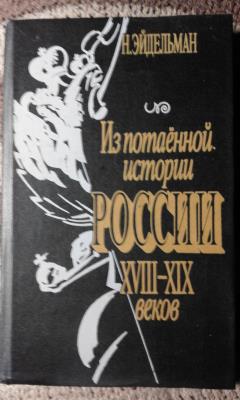 Н. ЭЙДЕЛЬМАН
Из потаённой
истории
РОССИИ
XVIII–XIX
веков